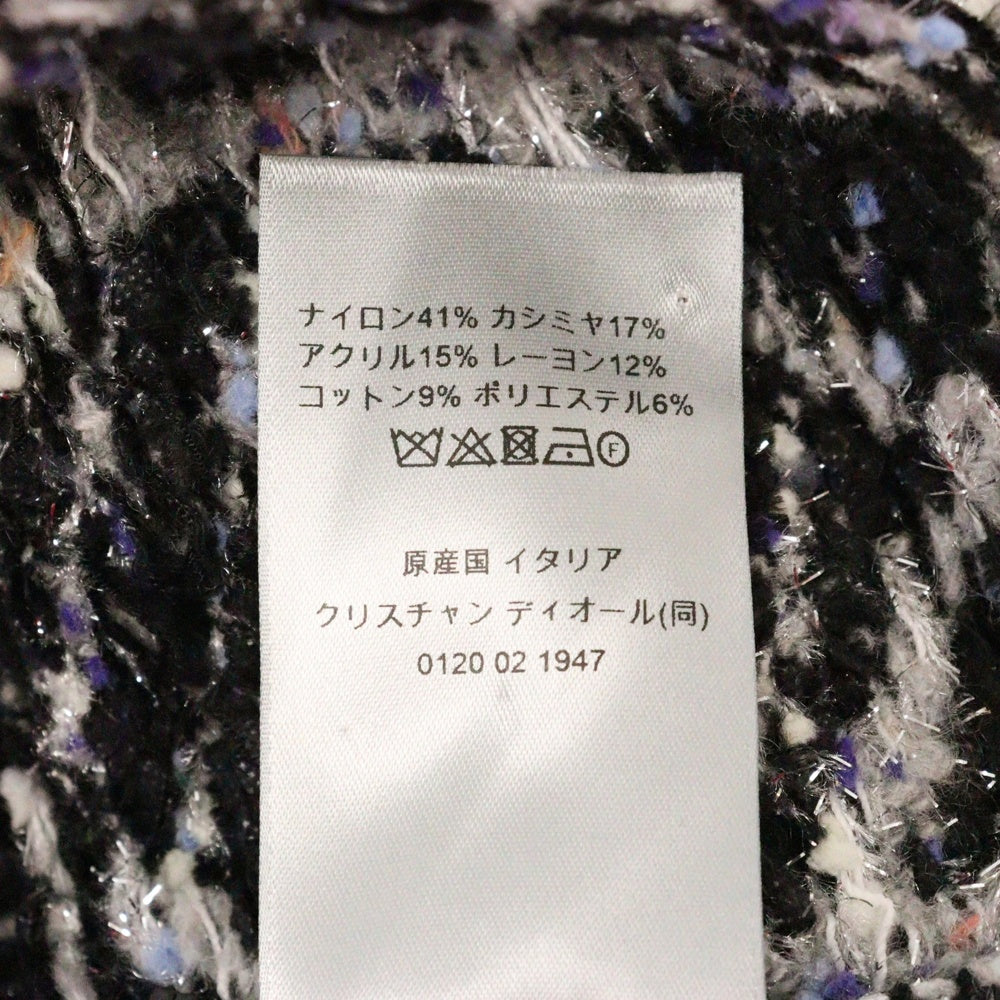 ナイロン41% カシミヤ17%
アクリル15% レーヨン12%
コットン9% ポリエステル6%
F
原産国 イタリア
クリスチャン ディオール(同)
0120 02 1947